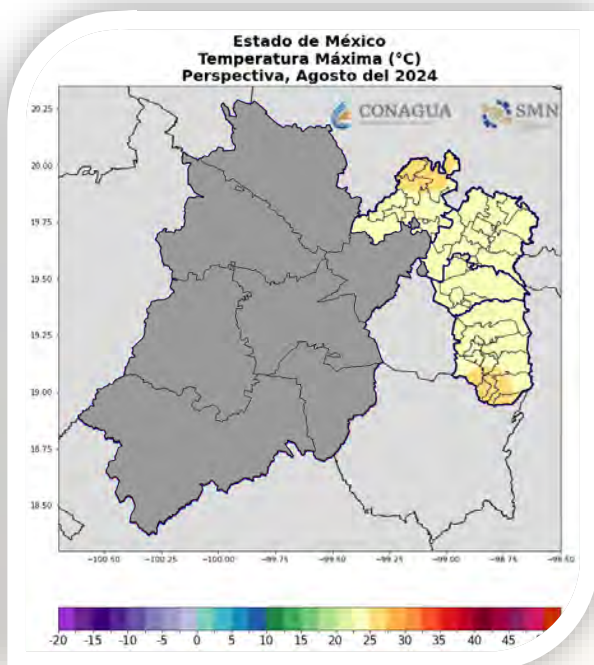 Estado de México
Temperatura Máxima (°C)
Perspectiva, Agosto del 2024
CONAGUA
SMN
20.25
20.00
19.75
19.50
19.25
19.00
18.75
18.50
−100.50 −100.25 −100.00 −99.75 −99.50 −99.25 −99.00 −98.75 −98.50
-20 -15 -10 -5 0 5 10 15 20 25 30 35 40 45